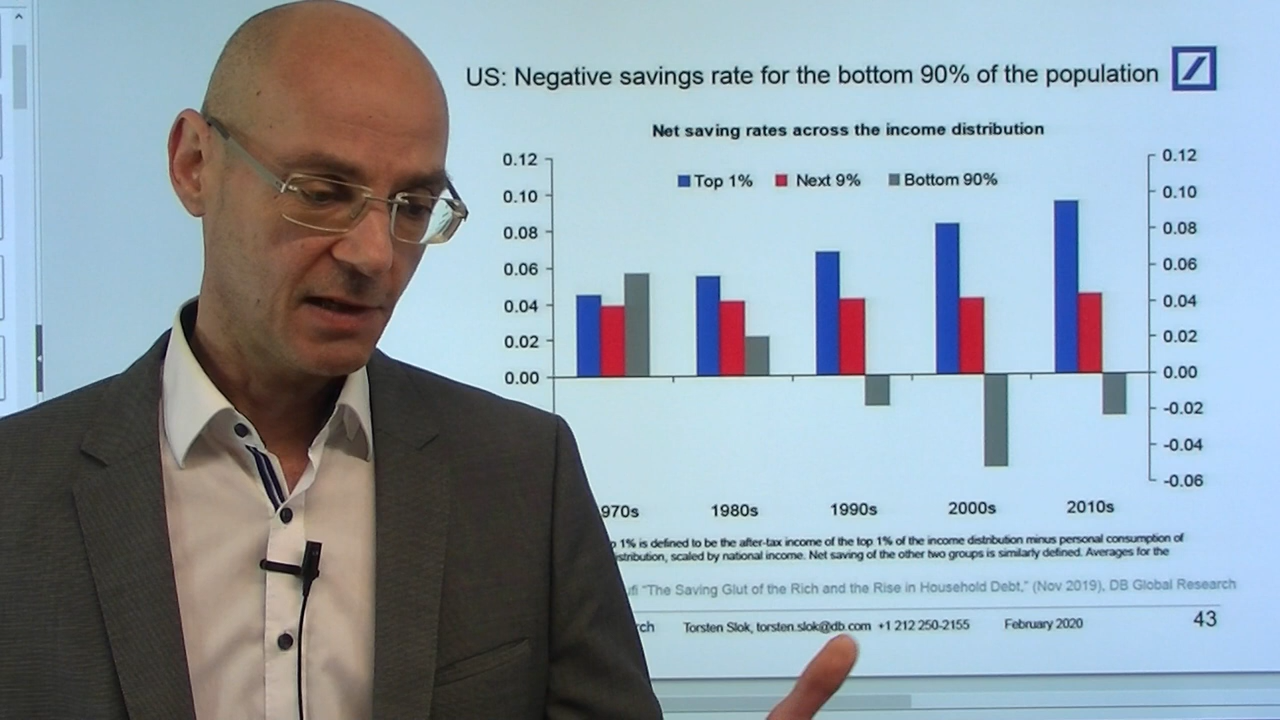 US: Negative savings rate for the bottom 90% of the population
Net saving rates across the income distribution
Top 1% Next 9% Bottom 90%
0.12 0.12
0.10 0.10
0.08 0.08
0.06 0.06
0.04 0.04
0.02 0.02
0.00 0.00
-0.02
-0.04
-0.06
970s 1980s 1990s 2000s 2010s
1% is defined to be the after-tax income of the top 1% of the income distribution minus personal consumption of
stribution, scaled by national income. Net saving of the other two groups is similarly defined. Averages for the
ufi "The Saving Glut of the Rich and the Rise in Household Debt," (Nov 2019), DB Global Research
rch Torsten Slok, torsten.slok@db.com +1 212 250-2155 February 2020 43